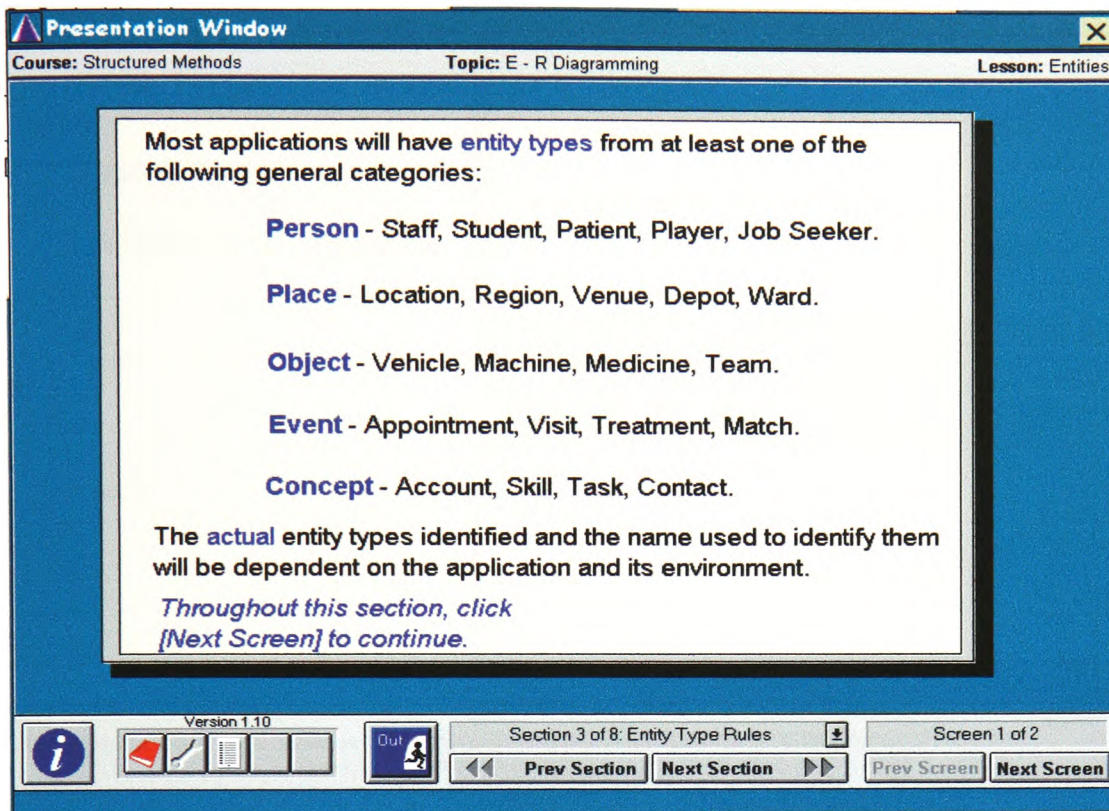 Presentation Window
Course: Structured Methods Topic: E - R Diagramming Lesson: Entities
Most applications will have entity types from at least one of the
following general categories:
Person - Staff, Student, Patient, Player, Job Seeker.
Place - Location, Region, Venue, Depot, Ward.
Object - Vehicle, Machine, Medicine, Team.
Event - Appointment, Visit, Treatment, Match.
Concept - Account, Skill, Task, Contact.
The actual entity types identified and the name used to identify them
will be dependent on the application and its environment.
Throughout this section, click
[Next Screen] to continue.
Version 1.10
Out
Section 3 of 8: Entity Type Rules
Screen 1 of 2
Prev Section Next Section
Prev Screen Next Screen